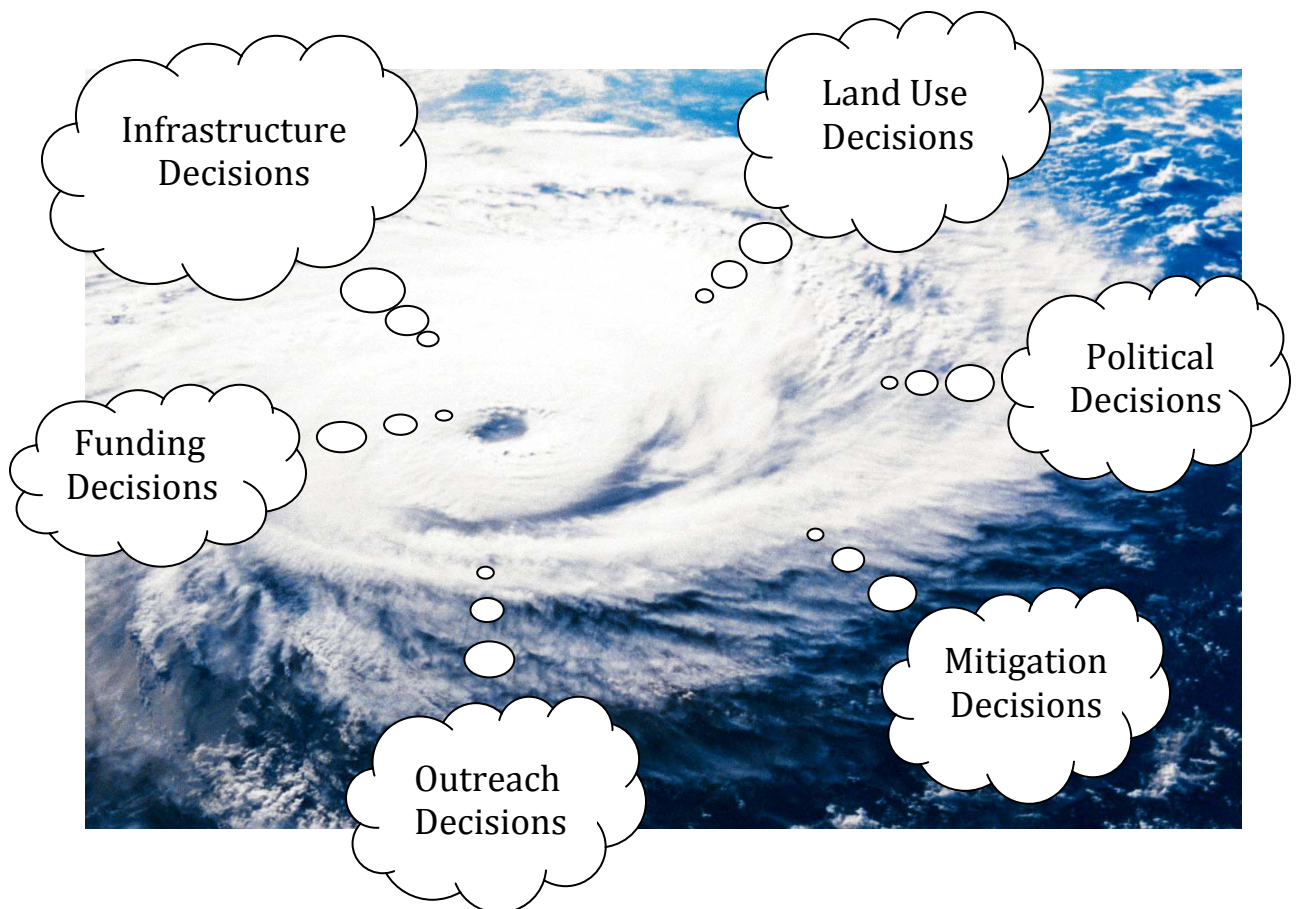 Infrastructure
Decisions
Land Use
Decisions
Political
Decisions
Funding
Decisions
Mitigation
Decisions
Outreach
Decisions